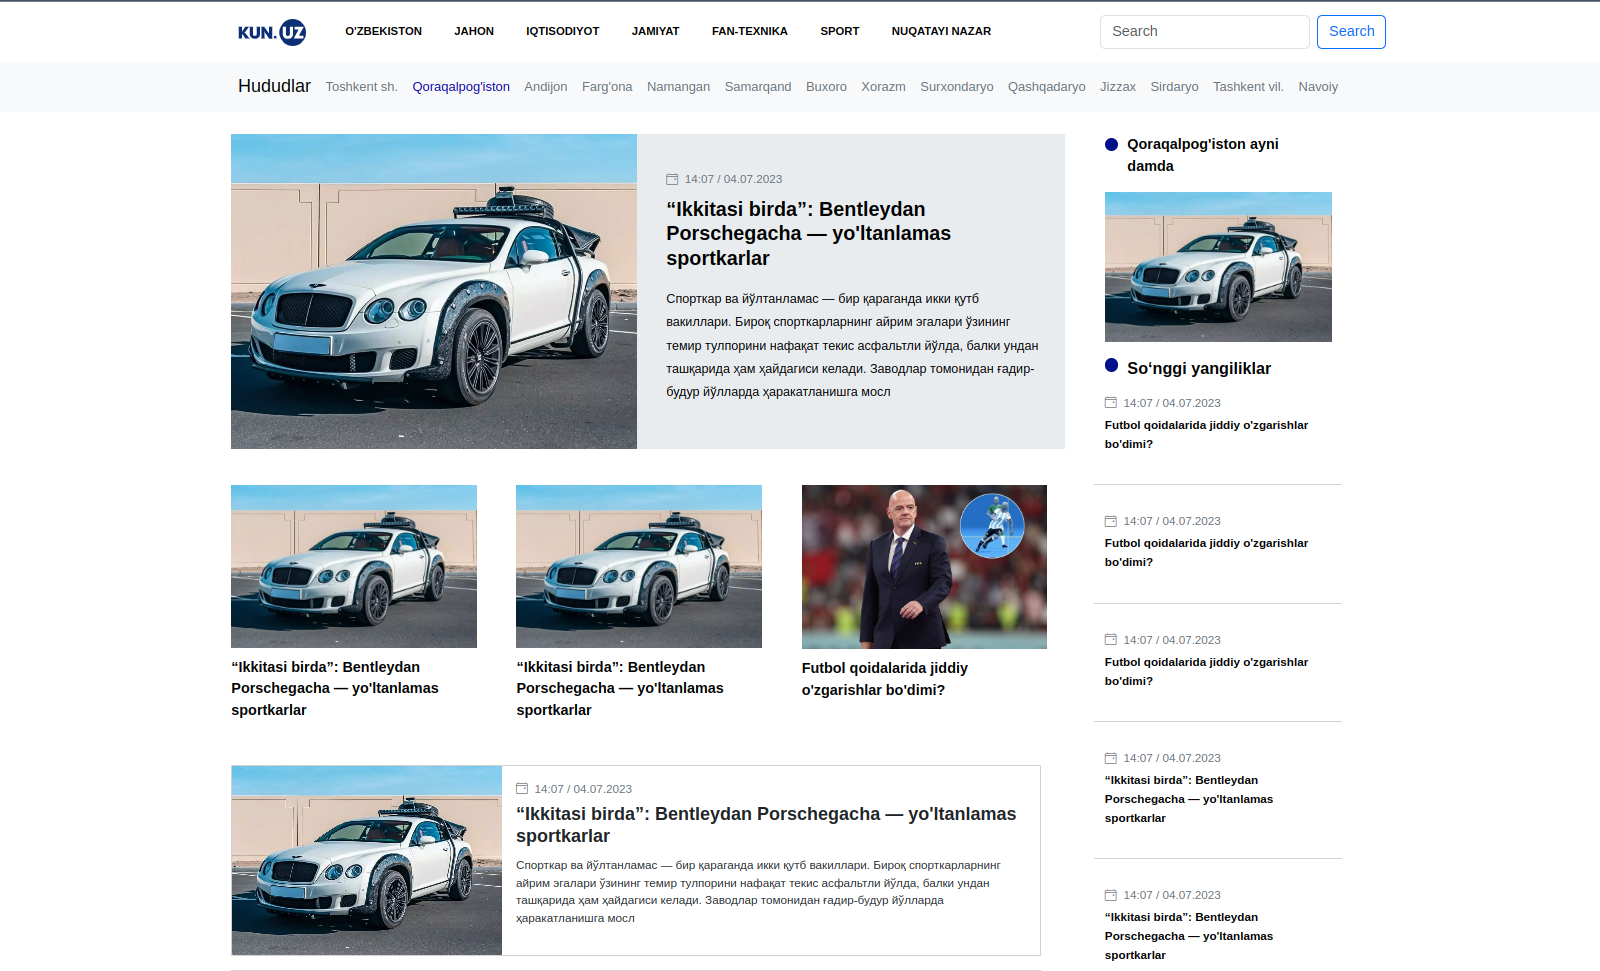 KUN.UZ
O'ZBEKISTON JAHON IQTISODIYOT JAMIYAT FAN-TEXNIKA SPORT NUQATAYI NAZAR
Search Search
Hududlar Toshkent sh. Qoraqalpog'iston Andijon Farg'ona Namangan Samarqand Buxoro Xorazm Surxondaryo Qashqadaryo Jizzax Sirdaryo Tashkent vil. Navoiy
14:07 / 04.07.2023
“Ikkitasi birda”: Bentleydan
Porschegacha — yo'ltanlamas
sportkarlar
Спорткар ва йўлтанламас — бир қараганда икки қутб
вакиллари. Бироқ спорткарларнинг айрим эгалари ўзининг
темир тулпорини нафақат текис асфальтли йўлда, балки ундан
ташқарида ҳам ҳайдагиси келади. Заводлар томонидан ғадир-
будур йўлларда ҳаракатланишга мосл
“Ikkitasi birda”: Bentleydan
Porschegacha — yo'ltanlamas
sportkarlar
“Ikkitasi birda”: Bentleydan
Porschegacha — yo'ltanlamas
sportkarlar
Futbol qoidalarida jiddiy
o'zgarishlar bo'dimi?
14:07 / 04.07.2023
“Ikkitasi birda”: Bentleydan Porschegacha — yo'ltanlamas
sportkarlar
Спорткар ва йўлтанламас — бир қараганда икки қутб вакиллари. Бироқ спорткарларнинг
айрим эгалари ўзининг темир тулпорини нафақат текис асфальтли йўлда, балки ундан
ташқарида ҳам ҳайдагиси келади. Заводлар томонидан ғадир-будур йўлларда
ҳаракатланишга мосл
Qoraqalpog'iston ayni
damda
So‘nggi yangiliklar
14:07 / 04.07.2023
Futbol qoidalarida jiddiy o'zgarishlar
bo'dimi?
14:07 / 04.07.2023
Futbol qoidalarida jiddiy o'zgarishlar
bo'dimi?
14:07 / 04.07.2023
Futbol qoidalarida jiddiy o'zgarishlar
bo'dimi?
14:07 / 04.07.2023
“Ikkitasi birda”: Bentleydan
Porschegacha — yo'ltanlamas
sportkarlar
14:07 / 04.07.2023
“Ikkitasi birda”: Bentleydan
Porschegacha — yo'ltanlamas
sportkarlar